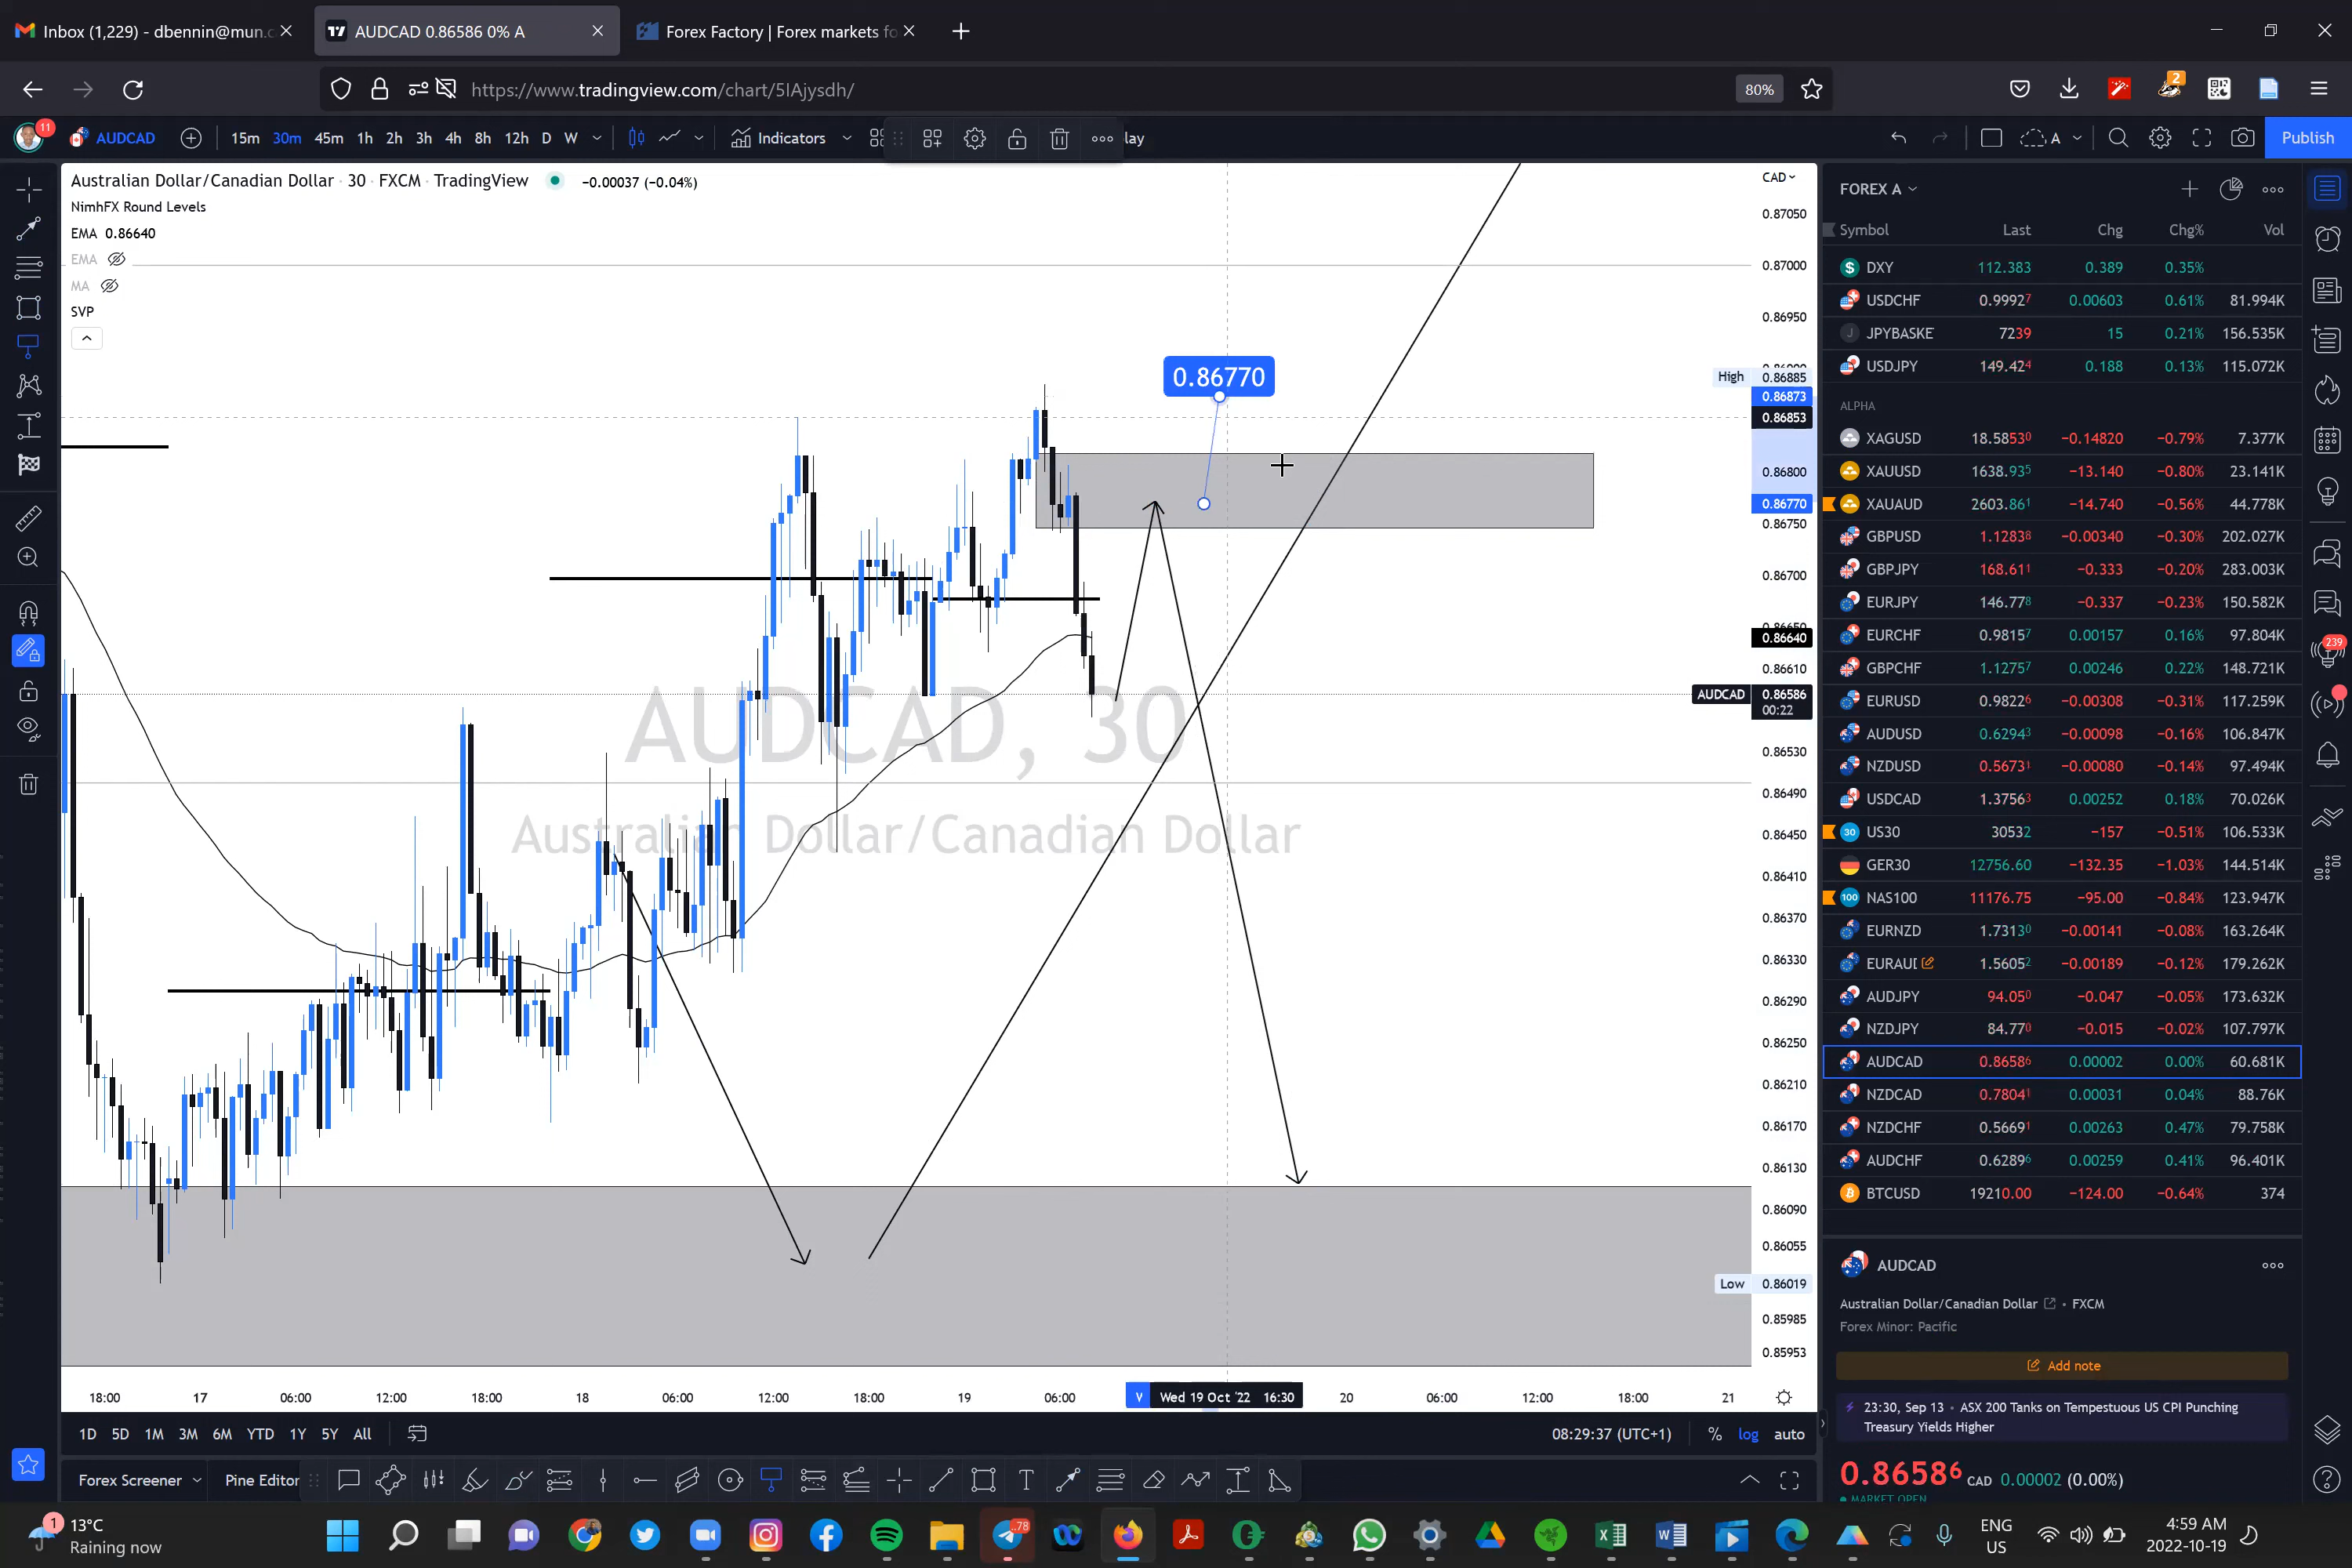 Inbox (1,229) - dbennin@mun.c
AUDCAD 0.86586 0% A
Forex Factory | Forex markets fo
https://www.tradingview.com/chart/5IAjysdh/
80%
2
11
AUDCAD
15m 30m 45m 1h 2h 3h 4h 8h 12h D W
Indicators
lay
A
Publish
Australian Dollar/Canadian Dollar · 30 · FXCM · TradingView
−0.00037 (−0.04%)
NimhFX Round Levels
EMA 0.86640
EMA
MA
SVP
0.86770
AUDCAD, 30
Australian Dollar/Canadian Dollar
CAD
0.87050
0.87000
0.86950
High 0.86885
0.86873
0.86853
0.86800
0.86770
0.86750
0.86700
0.86640
0.86610
AUDCAD 0.86586
00:22
0.86530
0.86490
0.86450
0.86410
0.86370
0.86330
0.86290
0.86250
0.86210
0.86170
0.86130
0.86090
0.86055
Low 0.86019
0.85985
0.85953
18:00 17 06:00 12:00 18:00 18 06:00 12:00 18:00 19 06:00 Wed 19 Oct '22 16:30 20 06:00 12:00 18:00 21
1D 5D 1M 3M 6M YTD 1Y 5Y All
08:29:37 (UTC+1) % log auto
Forex Screener
Pine Editor
FOREX A
Symbol Last Chg Chg% Vol
DXY 112.383 0.389 0.35%
USDCHF 0.99927 0.00603 0.61% 81.994K
JPYBASKE 7239 15 0.21% 156.535K
USDJPY 149.424 0.188 0.13% 115.072K
ALPHA
XAGUSD 18.58530 −0.14820 −0.79% 7.377K
XAUUSD 1638.935 −13.140 −0.80% 23.141K
XAUAUD 2603.861 −14.740 −0.56% 44.778K
GBPUSD 1.12838 −0.00340 −0.30% 202.027K
GBPJPY 168.611 −0.333 −0.20% 283.003K
EURJPY 146.778 −0.337 −0.23% 150.582K
EURCHF 0.98157 0.00157 0.16% 97.804K
GBPCHF 1.12757 0.00246 0.22% 148.721K
EURUSD 0.98226 −0.00308 −0.31% 117.259K
AUDUSD 0.62943 −0.00098 −0.16% 106.847K
NZDUSD 0.56731 −0.00080 −0.14% 97.494K
USDCAD 1.37563 0.00252 0.18% 70.026K
30 US30 30532 −157 −0.51% 106.533K
GER30 12756.60 −132.35 −1.03% 144.514K
100 NAS100 11176.75 −95.00 −0.84% 123.947K
EURNZD 1.73130 −0.00141 −0.08% 163.264K
EURAUI 1.56052 −0.00189 −0.12% 179.262K
AUDJPY 94.050 −0.047 −0.05% 173.632K
NZDJPY 84.770 −0.015 −0.02% 107.797K
AUDCAD 0.86586 0.00002 0.00% 60.681K
NZDCAD 0.78041 0.00031 0.04% 88.76K
NZDCHF 0.56691 0.00263 0.47% 79.758K
AUDCHF 0.62896 0.00259 0.41% 96.401K
BTCUSD 19210.00 −124.00 −0.64% 374
239
AUDCAD
Australian Dollar/Canadian Dollar • FXCM
Forex Minor: Pacific
Add note
23:30, Sep 13 • ASX 200 Tanks on Tempestuous US CPI Punching
Treasury Yields Higher
0.86586 CAD 0.00002 (0.00%)
MARKET OPEN
1
13°C
Raining now
78
ENG
US
4:59 AM
2022-10-19